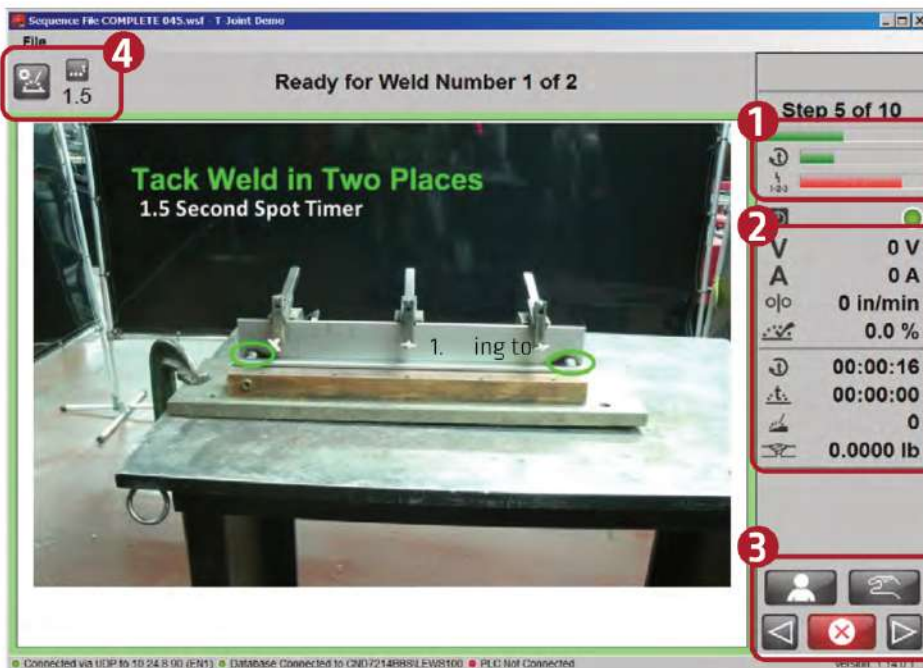 Sequence File COMPLETE 045.wsf - T-Joint Demo
File
4
1.5
Ready for Weld Number 1 of 2
Step 5 of 10
1
1-2-3
Tack Weld in Two Places
1.5 Second Spot Timer
2
V 0 V
A 0 A
0 in/min
0.0 %
00:00:16
.t. 00:00:00
0
0.0000 lb
1. ing to
3
Connected via UDP to 10.24.8.90 (EN1) Database Connected to CND7214BBS\LEWS100 PLC Not Connected